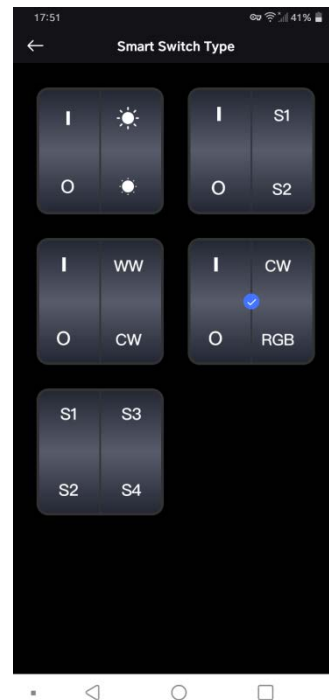 17:51 41%
Smart Switch Type
I I S1
O O S2
I WW I CW
O CW O RGB
S1 S3
S2 S4